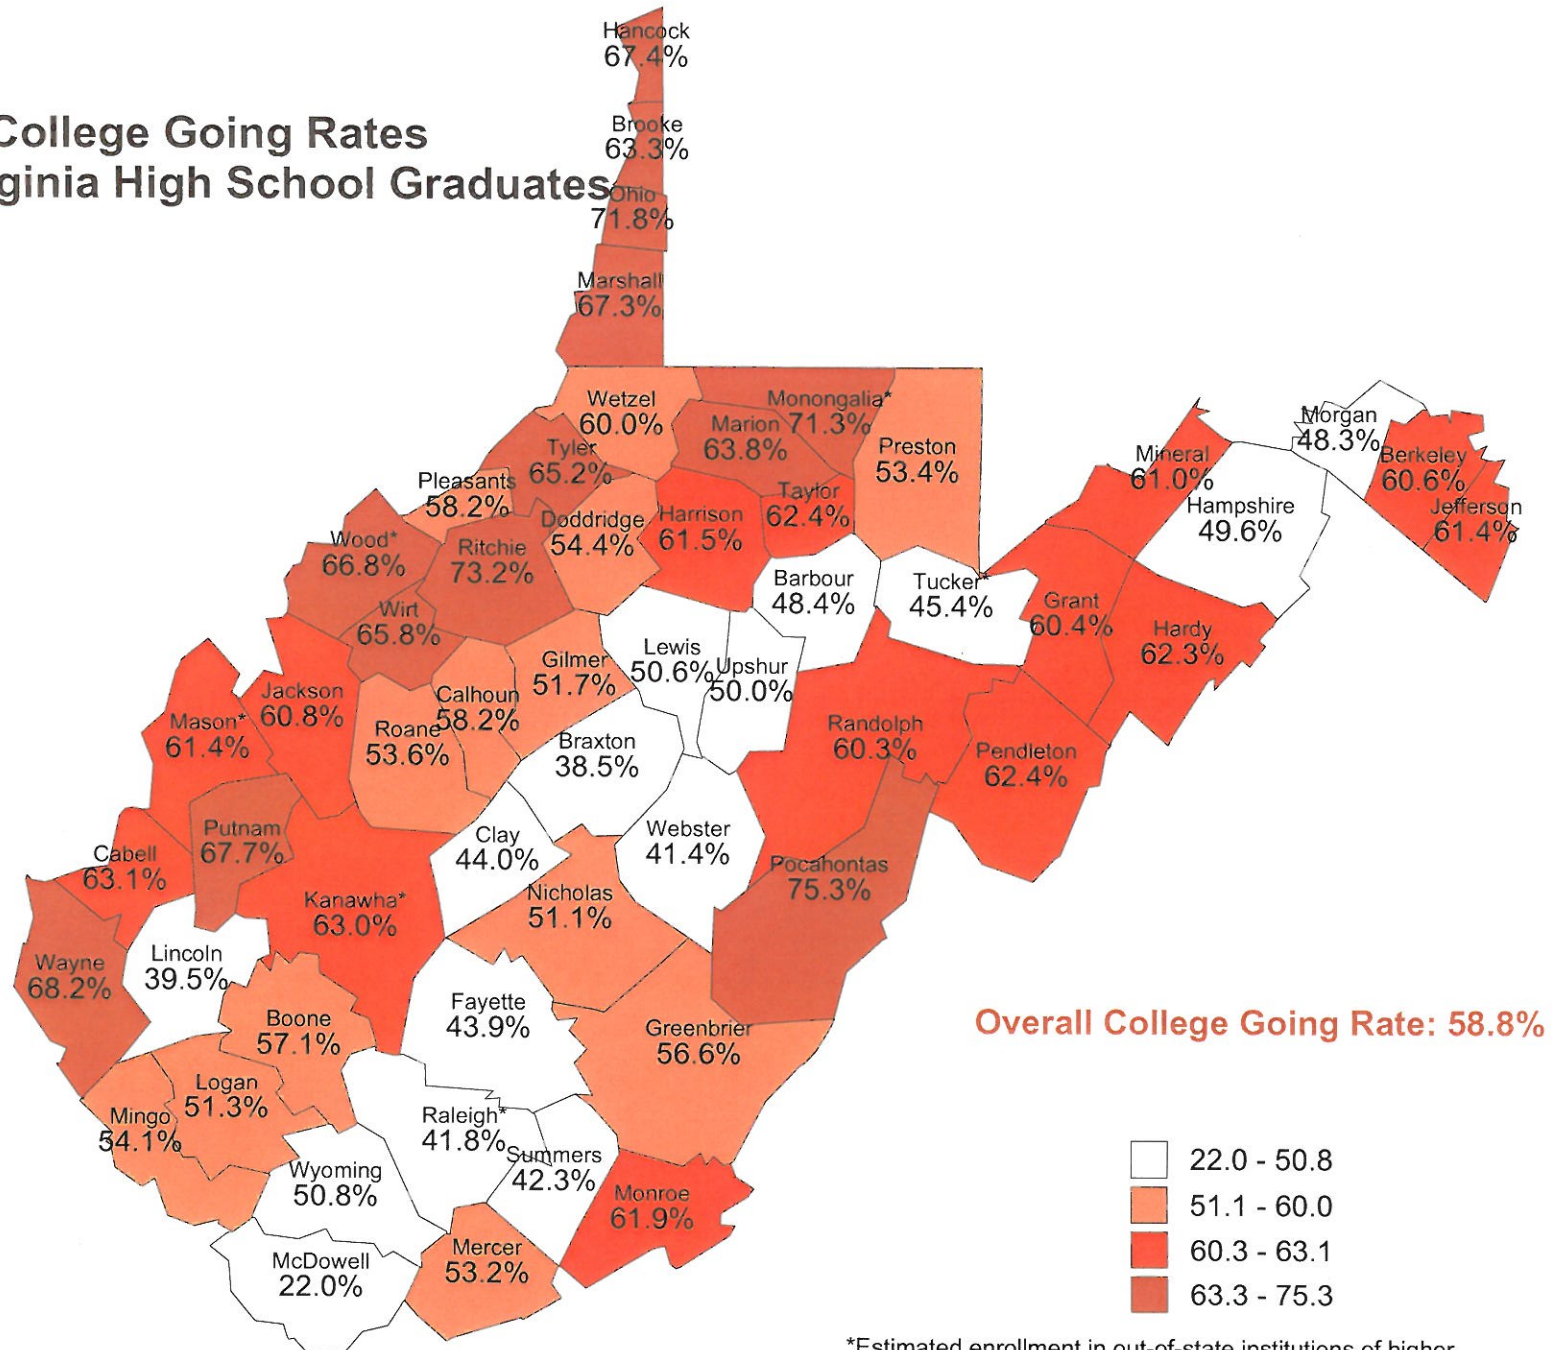 College Going Rates
ginia High School Graduates
Hancock
67.4%
Brooke
63.3%
Ohio
71.8%
Marshall
67.3%
Wetzel
60.0%
Monongalia*
71.3%
Marion
63.8%
Preston
53.4%
Tyler
65.2%
Pleasants
58.2%
Doddridge
54.4%
Harrison
61.5%
Taylor
62.4%
Morgan
48.3%
Mineral
61.0%
Berkeley
60.6%
Hampshire
49.6%
Jefferson
61.4%
Wood*
66.8%
Ritchie
73.2%
Wirt
65.8%
Barbour
48.4%
Tucker*
45.4%
Grant
60.4%
Hardy
62.3%
Lewis
50.6%
Upshur
50.0%
Gilmer
51.7%
Calhoun
58.2%
Jackson
60.8%
Mason*
61.4%
Roane
53.6%
Braxton
38.5%
Randolph
60.3%
Pendleton
62.4%
Putnam
67.7%
Cabell
63.1%
Clay
44.0%
Webster
41.4%
Pocahontas
75.3%
Kanawha*
63.0%
Nicholas
51.1%
Wayne
68.2%
Lincoln
39.5%
Fayette
43.9%
Boone
57.1%
Greenbrier
56.6%
Overall College Going Rate: 58.8%
Logan
51.3%
Mingo
54.1%
Raleigh*
41.8%
Summers
42.3%
Wyoming
50.8%
Monroe
61.9%
Mercer
53.2%
McDowell
22.0%
22.0 - 50.8
51.1 - 60.0
60.3 - 63.1
63.3 - 75.3
*Estimated enrollment in out-of-state institutions of higher